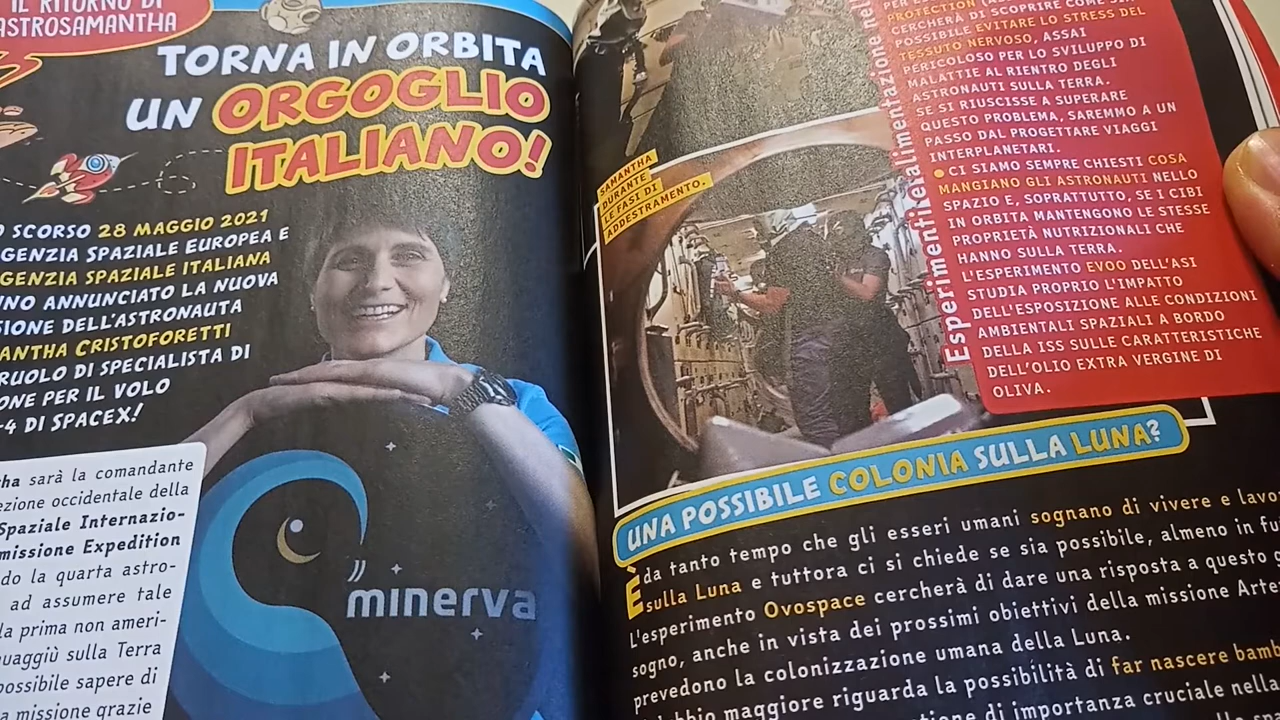 IL RITORNO DI
ASTROSAMANTHA
TORNA IN ORBITA
UN ORGOGLIO
ITALIANO!
SCORSO 28 MAGGIO 2021
GENZIA SPAZIALE EUROPEA E
GENZIA SPAZIALE ITALIANA
NO ANNUNCIATO LA NUOVA
SIONE DELL'ASTRONAUTA
ANTHA CRISTOFORETTI
RUOLO DI SPECIALISTA DI
ONE PER IL VOLO
-4 DI SPACEX!
tha sarà la comandante
ezione occidentale della
Spaziale Internazio-
missione Expedition
do la quarta astro-
ad assumere tale
la prima non ameri-
uaggiù sulla Terra
possibile sapere di
a missione grazie
minerva
SAMANTHA
DURANTE
LE FASI DI
ADDESTRAMENTO.
Esperimenti e alimentazione nel
PROTECTION
CERCHERÀ DI SCOPRIRE COME SIA
POSSIBILE EVITARE LO STRESS DEL
TESSUTO NERVOSO, ASSAI
PERICOLOSO PER LO SVILUPPO DI
MALATTIE AL RIENTRO DEGLI
ASTRONAUTI SULLA TERRA.
SE SI RIUSCISSE A SUPERARE
QUESTO PROBLEMA, SAREMMO A UN
PASSO DAL PROGETTARE VIAGGI
INTERPLANETARI.
• CI SIAMO SEMPRE CHIESTI COSA
MANGIANO GLI ASTRONAUTI NELLO
SPAZIO E, SOPRATTUTTO, SE I CIBI
IN ORBITA MANTENGONO LE STESSE
PROPRIETÀ NUTRIZIONALI CHE
HANNO SULLA TERRA.
L'ESPERIMENTO EVOO DELL'ASI
STUDIA PROPRIO L'IMPATTO
DELL'ESPOSIZIONE ALLE CONDIZIONI
AMBIENTALI SPAZIALI A BORDO
DELLA ISS SULLE CARATTERISTICHE
DELL'OLIO EXTRA VERGINE DI
OLIVA.
UNA POSSIBILE COLONIA SULLA LUNA?
È da tanto tempo che gli esseri umani sognano di vivere e lavo
sulla Luna e tuttora ci si chiede se sia possibile, almeno in fu
L'esperimento Ovospace cercherà di dare una risposta a questo
sogno, anche in vista dei prossimi obiettivi della missione Arte
prevedono la colonizzazione umana della Luna.
bbio maggiore riguarda la possibilità di far nascere bamb
tione di importanza cruciale nella